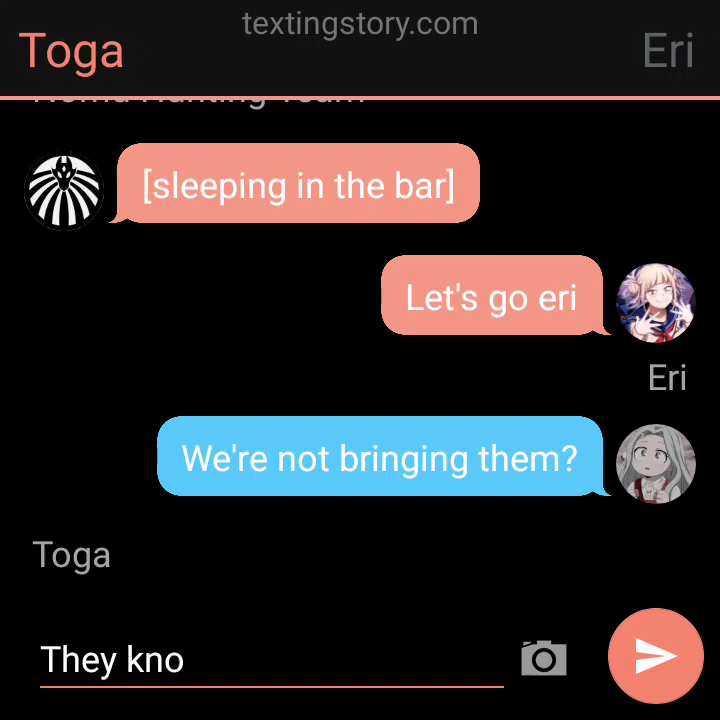 textingstory.com
Toga
Eri
[sleeping in the bar]
Let's go eri
Eri
We're not bringing them?
Toga
They kno